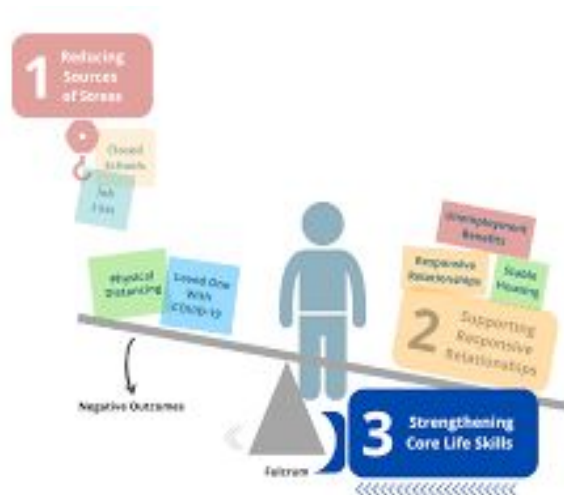 1
Reducing
Sources
of Stress
Closed
Schools
Job
Loss
Physical
Distancing
Loved One
With
COVID-19
Unemployment
Benefits
Responsive
Relationships
Stable
Housing
2
Supporting
Responsive
Relationships
Negative Outcomes
3
Strengthening
Core Life Skills
Fulcrum